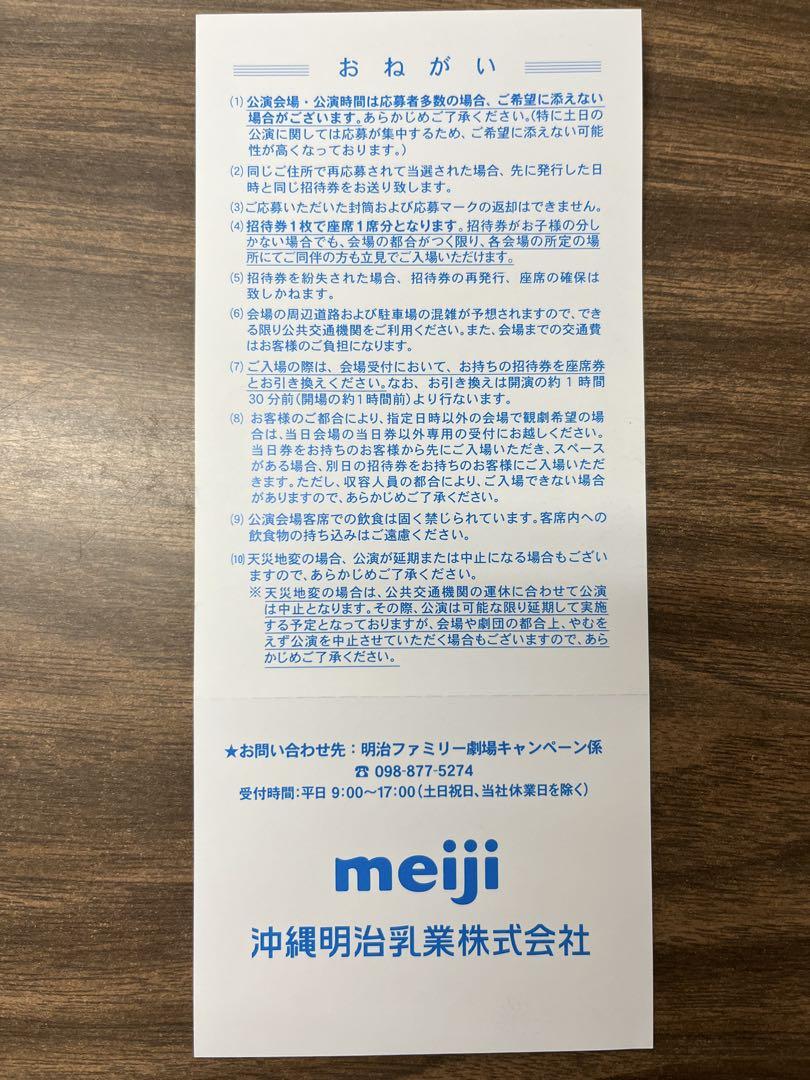 おねがい
(1) 公演会場・公演時間は応募者多数の場合、ご希望に添えない
場合がございます。あらかじめご了承ください。(特に土日の
公演に関しては応募が集中するため、ご希望に添えない可能
性が高くなっております。)
(2) 同じご住所で再応募されて当選された場合、先に発行した日
時と同じ招待券をお送り致します。
(3) ご応募いただいた封筒および応募マークの返却はできません。
(4) 招待券1枚で座席1席分となります。招待券がお子様の分し
かない場合でも、会場の都合がつく限り、各会場の所定の場
所にてご同伴の方も立見でご入場いただけます。
(5) 招待券を紛失された場合、招待券の再発行、座席の確保は
致しかねます。
(6) 会場の周辺道路および駐車場の混雑が予想されますので、でき
る限り公共交通機関をご利用ください。また、会場までの交通費
はお客様のご負担になります。
(7) ご入場の際は、会場受付において、お持ちの招待券を座席券
とお引き換えください。なお、お引き換えは開演の約1時間
30分前(開場の約1時間前)より行ないます。
(8) お客様のご都合により、指定日時以外の会場で観劇希望の場
合は、当日会場の当日券以外専用の受付にお越しください。
当日券をお持ちのお客様から先にご入場いただき、スペース
がある場合、別日の招待券をお持ちのお客様にご入場いただ
きます。ただし、収容人員の都合により、ご入場できない場合
がありますので、あらかじめご了承ください。
(9) 公演会場客席での飲食は固く禁じられています。客席内への
飲食物の持ち込みはご遠慮ください。
(10) 天災地変の場合、公演が延期または中止になる場合もござい
ますので、あらかじめご了承ください。
※ 天災地変の場合は、公共交通機関の運休に合わせて公演
は中止となります。その際、公演は可能な限り延期して実施
する予定となっておりますが、会場や劇団の都合上、やむを
えず公演を中止させていただく場合もございますので、あら
かじめご了承ください。
★お問い合わせ先：明治ファミリー劇場キャンペーン係
☎ 098-877-5274
受付時間：平日 9:00～17:00(土日祝日、当社休業日を除く)
meiji
沖縄明治乳業株式会社